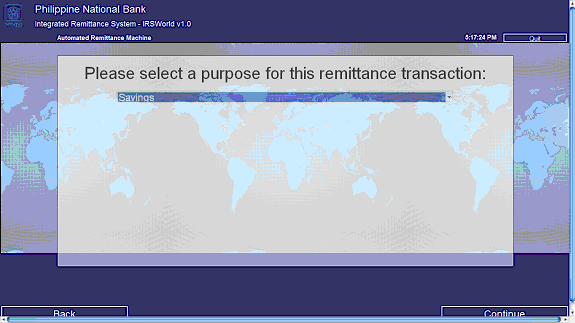 Philippine National Bank
Integrated Remittance System - IRSWorld v1.0
Automated Remittance Machine
5:17:24 PM
Quit
Please select a purpose for this remittance transaction:
Savings
Back
Continue